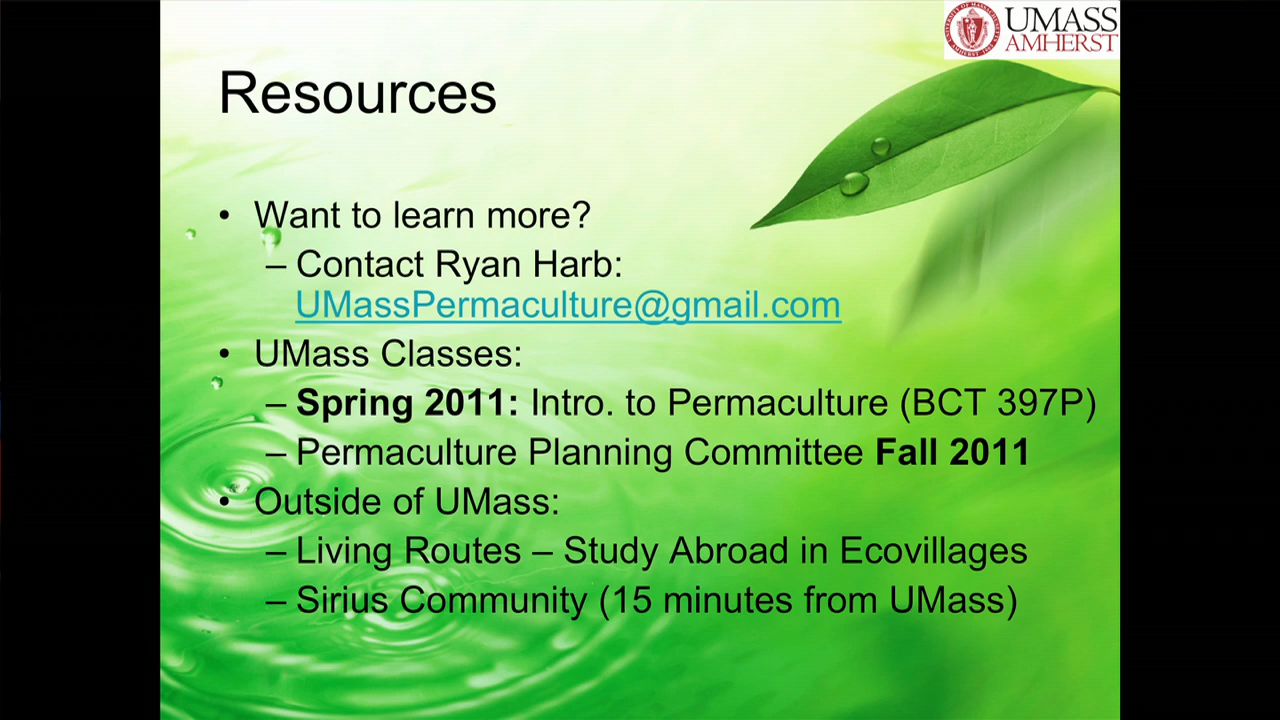 UMASS
AMHERST
Resources
• Want to learn more?
– Contact Ryan Harb:
UMassPermaculture@gmail.com
• UMass Classes:
– Spring 2011: Intro. to Permaculture (BCT 397P)
– Permaculture Planning Committee Fall 2011
• Outside of UMass:
– Living Routes – Study Abroad in Ecovillages
– Sirius Community (15 minutes from UMass)